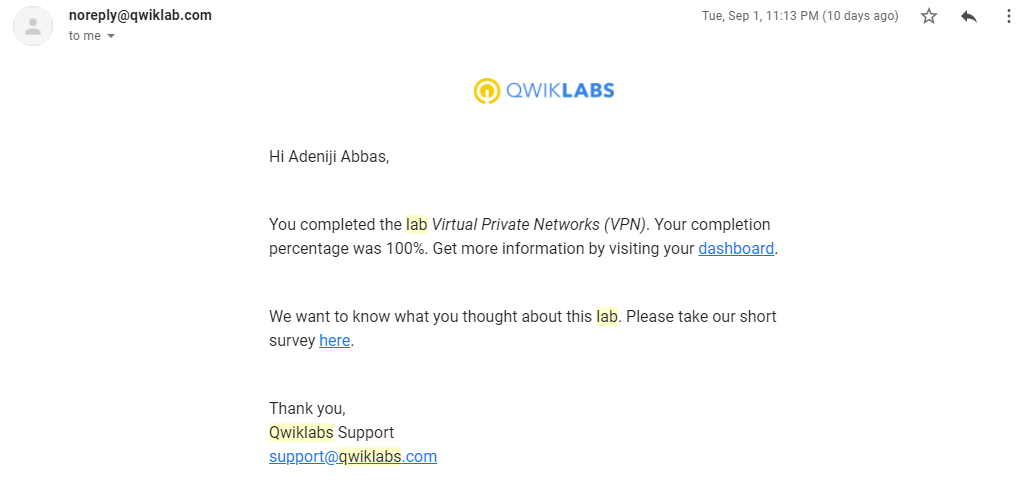 noreply@qwiklab.com
Tue, Sep 1, 11:13 PM (10 days ago)
to me
QWIKLABS
Hi Adeniji Abbas,
You completed the lab Virtual Private Networks (VPN). Your completion
percentage was 100%. Get more information by visiting your dashboard.
We want to know what you thought about this lab. Please take our short
survey here.
Thank you,
Qwiklabs Support
support@qwiklabs.com